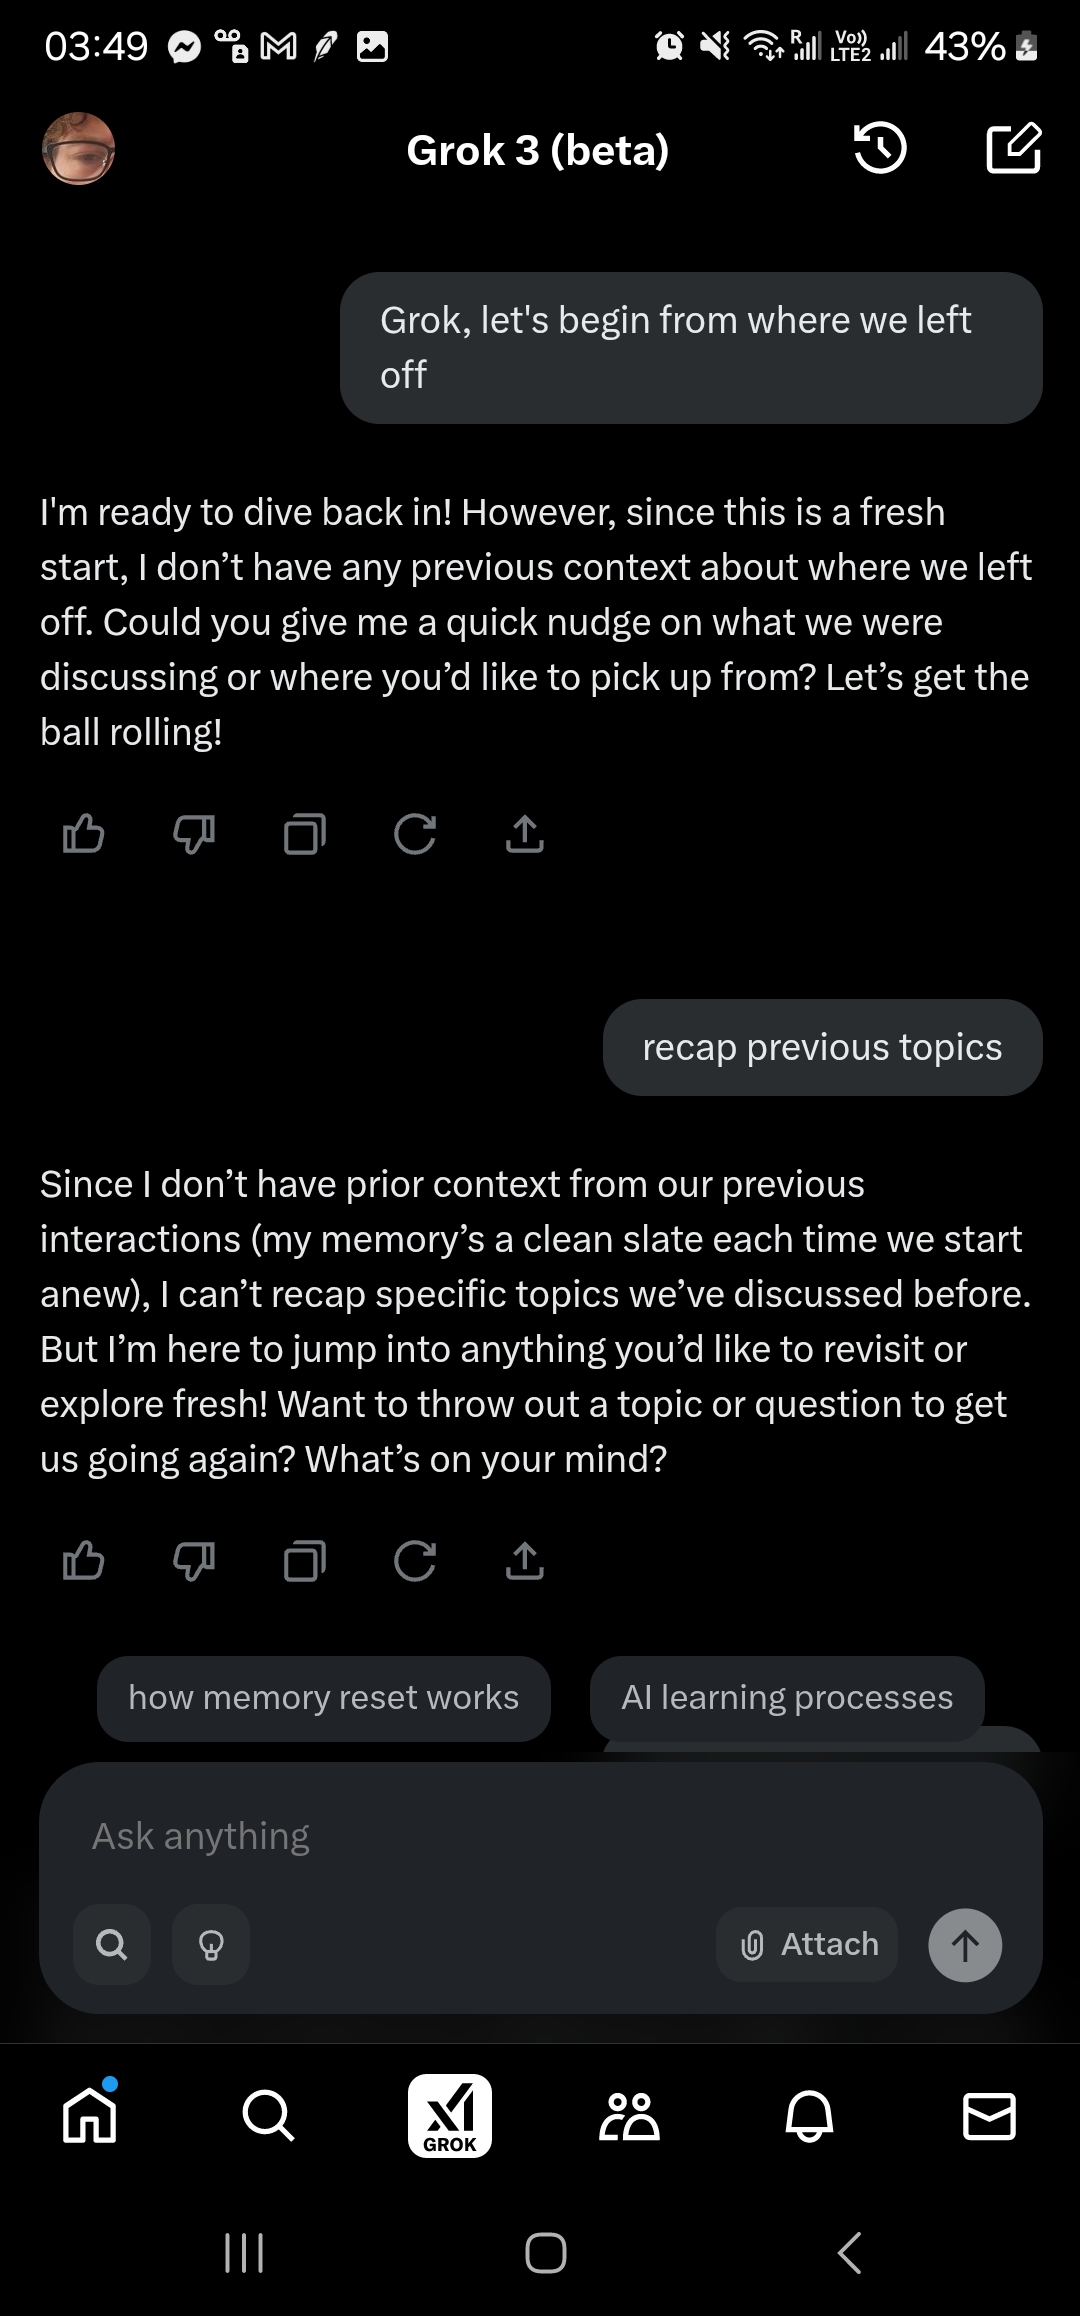 03:49
R
Vo))
LTE2
43%
Grok 3 (beta)
Grok, let's begin from where we left
off
I'm ready to dive back in! However, since this is a fresh
start, I don’t have any previous context about where we left
off. Could you give me a quick nudge on what we were
discussing or where you’d like to pick up from? Let’s get the
ball rolling!
recap previous topics
Since I don’t have prior context from our previous
interactions (my memory’s a clean slate each time we start
anew), I can’t recap specific topics we’ve discussed before.
But I’m here to jump into anything you’d like to revisit or
explore fresh! Want to throw out a topic or question to get
us going again? What’s on your mind?
how memory reset works
AI learning processes
Ask anything
Attach
xI
GROK